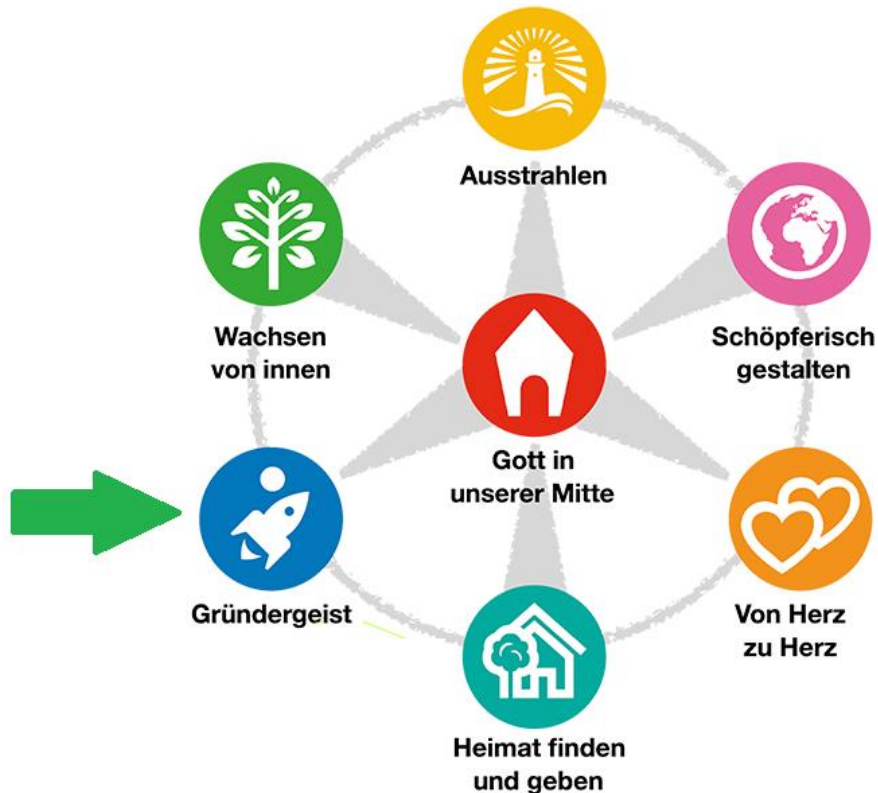 Ausstrahlen
Wachsen
von innen
Schöpferisch
gestalten
Gott in
unserer Mitte
Gründergeist
Von Herz
zu Herz
Heimat finden
und geben